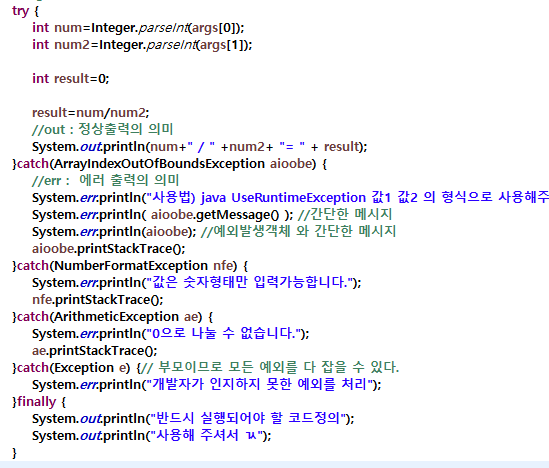 try {
int num=Integer.parseInt(args[0]);
int num2=Integer.parseInt(args[1]);
int result=0;
result=num/num2;
//out : 정상출력의 의미
System.out.println(num+" / " +num2+ "= " + result);
}catch(ArrayIndexOutOfBoundsException aioobe) {
//err : 에러 출력의 의미
System.err.println("사용법) java UseRuntimeException 값1 값2 의 형식으로 사용해주
System.err.println( aioobe.getMessage() ); //간단한 메시지
System.err.println(aioobe); //예외발생객체 와 간단한 메시지
aioobe.printStackTrace();
}catch(NumberFormatException nfe) {
System.err.println("값은 숫자형태만 입력가능합니다.");
nfe.printStackTrace();
}catch(ArithmeticException ae) {
System.err.println("0으로 나눌 수 없습니다.");
ae.printStackTrace();
}catch(Exception e) {// 부모이므로 모든 예외를 다 잡을 수 있다.
System.err.println("개발자가 인지하지 못한 예외를 처리");
}finally {
System.out.println("반드시 실행되어야 할 코드정의");
System.out.println("사용해 주셔서 ㄳ");
}